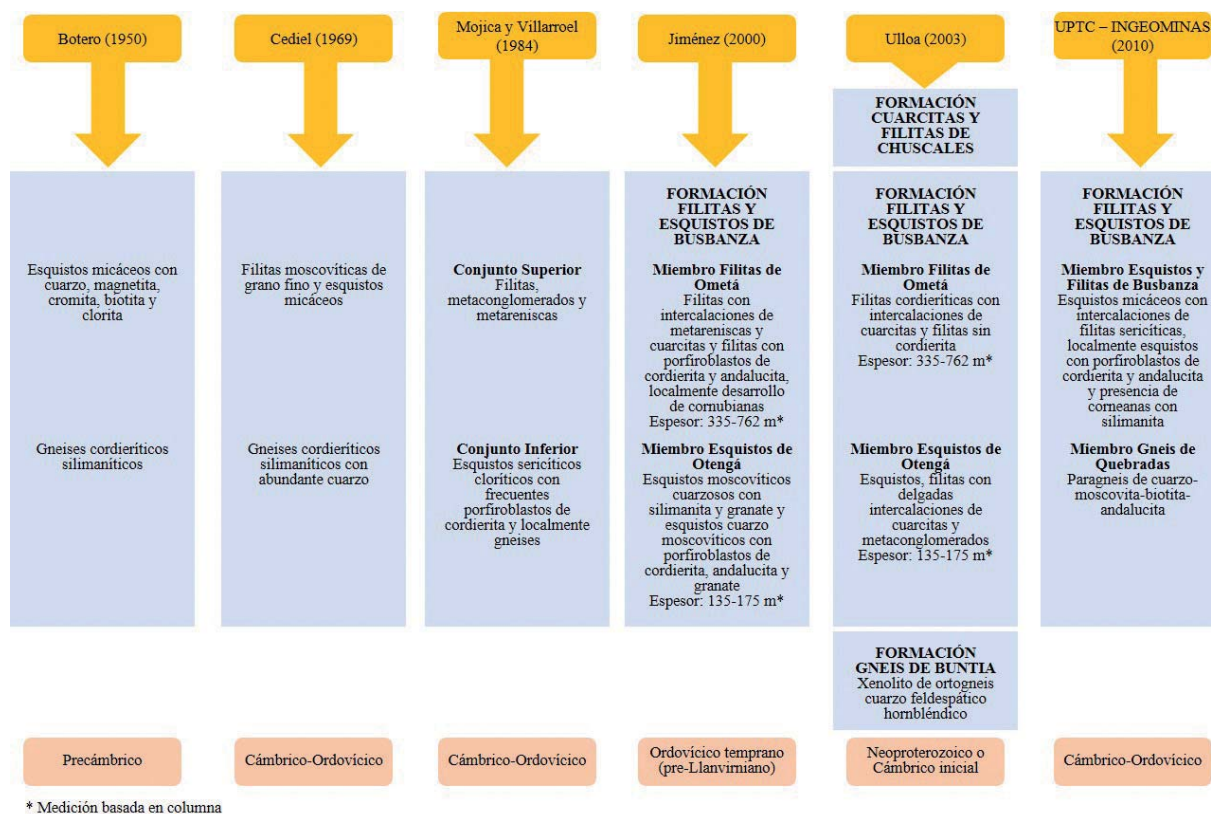 Botero (1950)
Esquistos micáceos con
cuarzo, magnetita,
cromita, biotita y
clorita
Gneises cordieríticos
silimaníticos
Precámbrico
Cediel (1969)
Filitas moscovíticas de
grano fino y esquistos
micáceos
Gneises cordieríticos
silimaníticos con
abundante cuarzo
Cámbrico-Ordovícico
Mojica y Villarroel
(1984)
Conjunto Superior
Filitas,
metaconglomerados y
metareniscas
Conjunto Inferior
Esquistos sericíticos
cloríticos con
frecuentes
porfiroblastos de
cordierita y localmente
gneises
Cámbrico-Ordovícico
Jiménez (2000)
FORMACIÓN
FILITAS Y
ESQUISTOS DE
BUSBANZA
Miembro Filitas de
Ometá
Filitas con
intercalaciones de
metareniscas y
cuarcitas y filitas con
porfiroblastos de
cordierita y andalucita,
localmente desarrollo
de cornubianas
Espesor: 335-762 m*
Miembro Esquistos de
Otengá
Esquistos moscovíticos
cuarzosos con
silimanita y granate y
esquistos cuarzo
moscovíticos con
porfiroblastos de
cordierita, andalucita y
granate
Espesor: 135-175 m*
Ordovícico temprano
(pre-Llanvirniano)
Ulloa (2003)
FORMACIÓN
CUARCITAS Y
FILITAS DE
CHUSCALES
FORMACIÓN
FILITAS Y
ESQUISTOS DE
BUSBANZA
Miembro Filitas de
Ometá
Filitas cordieríticas con
intercalaciones de
cuarcitas y filitas sin
cordierita
Espesor: 335-762 m*
Miembro Esquistos de
Otengá
Esquistos, filitas con
delgadas
intercalaciones de
cuarcitas y
metaconglomerados
Espesor: 135-175 m*
FORMACIÓN
GNEIS DE BUNTIA
Xenolito de ortogneis
cuarzo feldespático
hornbléndico
Neoproterozoico o
Cámbrico inicial
UPTC – INGEOMINAS
(2010)
FORMACIÓN
FILITAS Y
ESQUISTOS DE
BUSBANZA
Miembro Esquistos y
Filitas de Busbanza
Esquistos micáceos con
intercalaciones de
filitas sericíticas,
localmente esquistos
con porfiroblastos de
cordierita y andalucita
y presencia de
corneanas con
silimanita
Miembro Gneis de
Quebradas
Paragneis de cuarzo-
moscovita-biotita-
andalucita
Cámbrico-Ordovícico
* Medición basada en columna